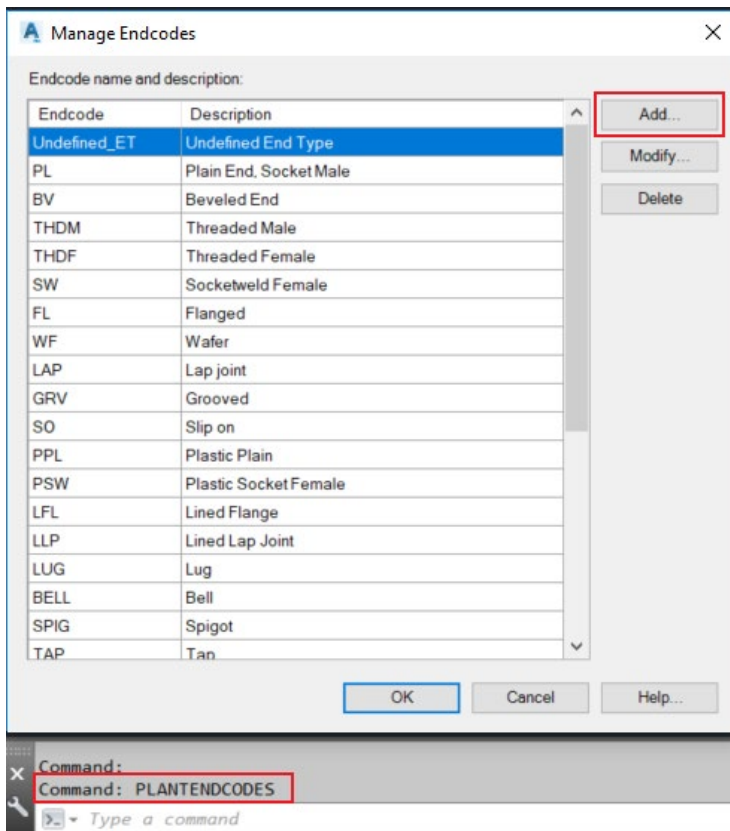 Manage Endcodes
Endcode name and description:
Endcode Description
Undefined_ET Undefined End Type
PL Plain End, Socket Male
BV Beveled End
THDM Threaded Male
THDF Threaded Female
SW Socketweld Female
FL Flanged
WF Wafer
LAP Lap joint
GRV Grooved
SO Slip on
PPL Plastic Plain
PSW Plastic Socket Female
LFL Lined Flange
LLP Lined Lap Joint
LUG Lug
BELL Bell
SPIG Spigot
TAP Tap
Add...
Modify...
Delete
OK Cancel Help...
Command:
Command: PLANTENDCODES
Type a command